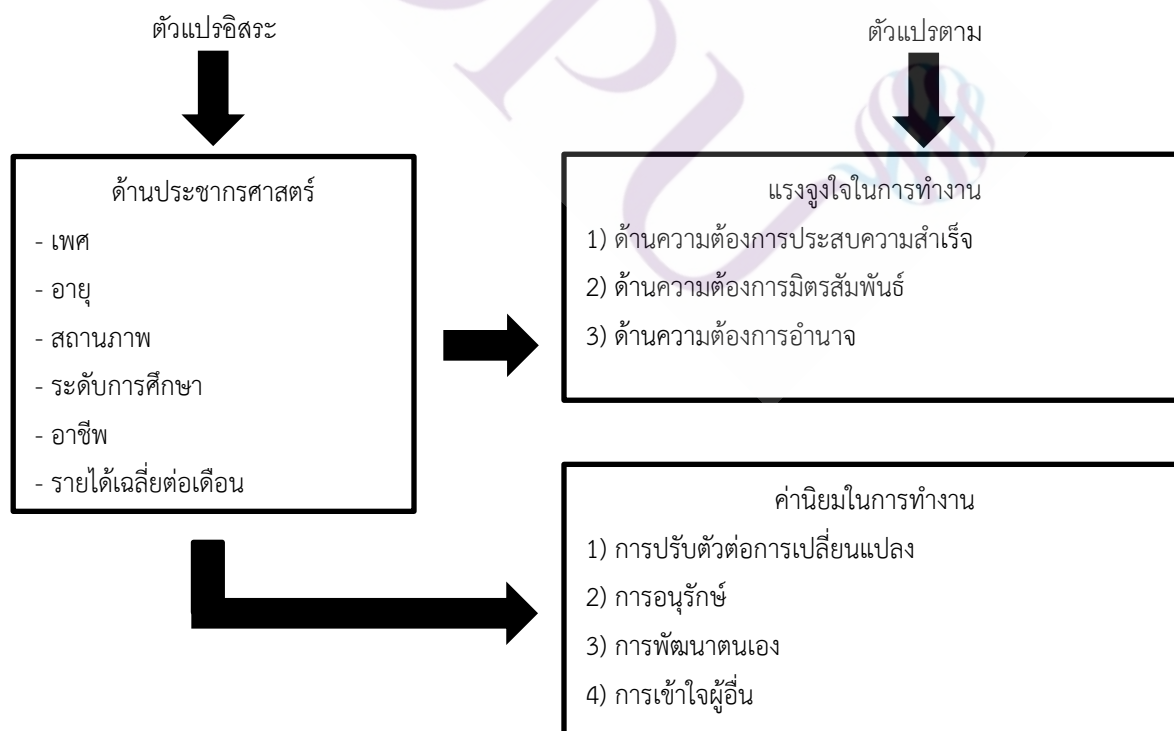 ตัวแปรอิสระ
ตัวแปรตาม
ด้านประชากรศาสตร์
- เพศ
- อายุ
- สถานภาพ
- ระดับการศึกษา
- อาชีพ
- รายได้เฉลี่ยต่อเดือน
แรงจูงใจในการทำงาน
1) ด้านความต้องการประสบความสำเร็จ
2) ด้านความต้องการมิตรสัมพันธ์
3) ด้านความต้องการอำนาจ
ค่านิยมในการทำงาน
1) การปรับตัวต่อการเปลี่ยนแปลง
2) การอนุรักษ์
3) การพัฒนาตนเอง
4) การเข้าใจผู้อื่น